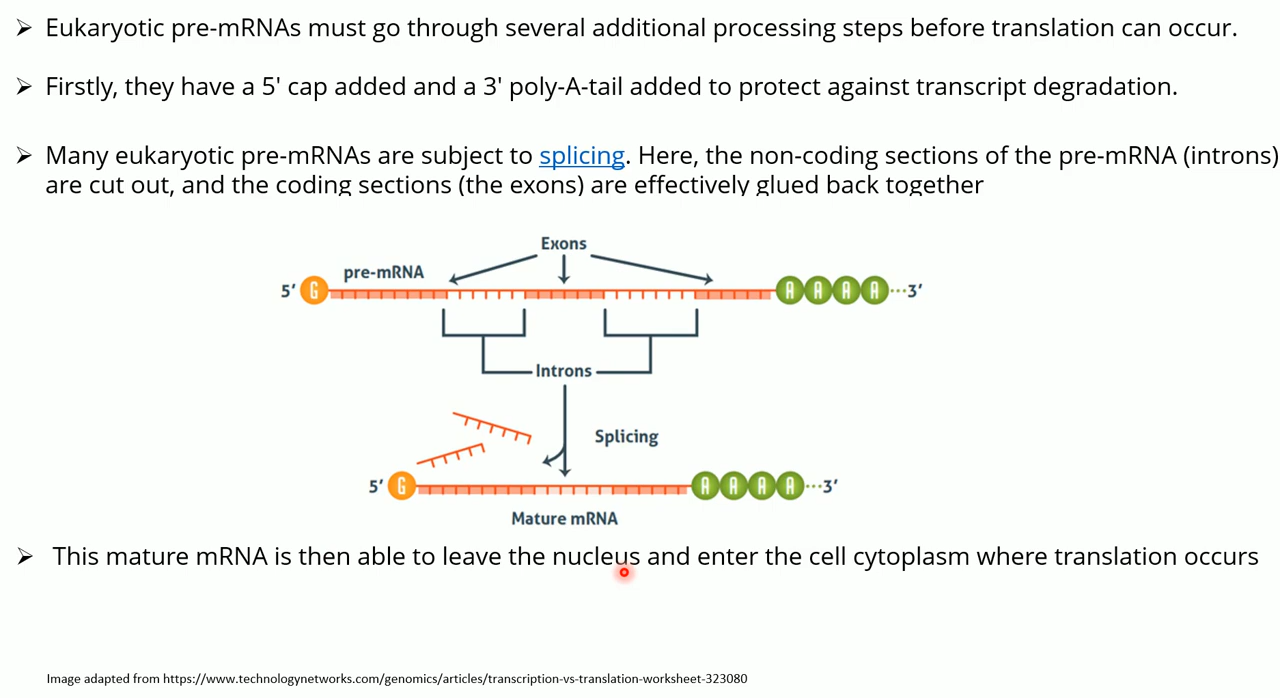 ➢ Eukaryotic pre-mRNAs must go through several additional processing steps before translation can occur.
➢ Firstly, they have a 5' cap added and a 3' poly-A-tail added to protect against transcript degradation.
➢ Many eukaryotic pre-mRNAs are subject to splicing. Here, the non-coding sections of the pre-mRNA (introns)
are cut out, and the coding sections (the exons) are effectively glued back together
Exons
pre-mRNA
5' G A A A A ···3'
Introns
Splicing
5' G A A A A ···3'
Mature mRNA
➢ This mature mRNA is then able to leave the nucleus and enter the cell cytoplasm where translation occurs
Image adapted from https://www.technologynetworks.com/genomics/articles/transcription-vs-translation-worksheet-323080